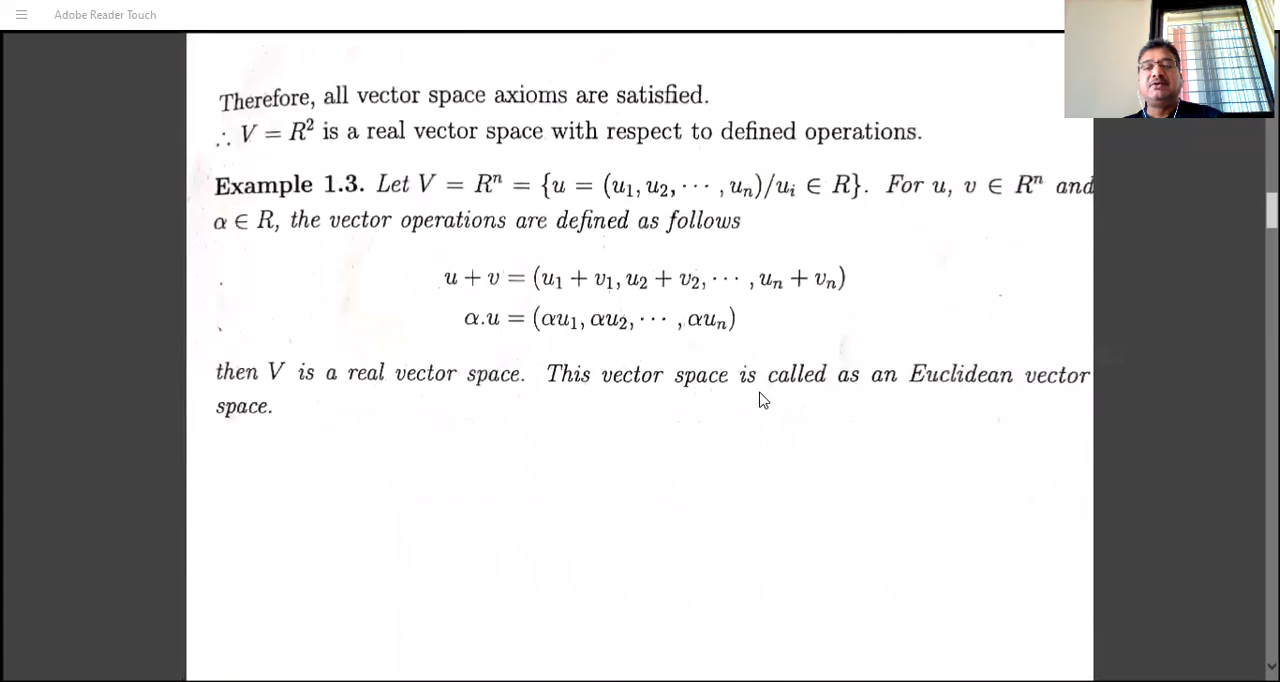 Adobe Reader Touch
Therefore, all vector space axioms are satisfied.
∴ V = R² is a real vector space with respect to defined operations.
Example 1.3. Let V = Rⁿ = {u = (u₁, u₂, ⋯ , uₙ)/uᵢ ∈ R}. For u, v ∈ Rⁿ and
α ∈ R, the vector operations are defined as follows
u + v = (u₁ + v₁, u₂ + v₂, ⋯ , uₙ + vₙ)
α.u = (αu₁, αu₂, ⋯ , αuₙ)
then V is a real vector space. This vector space is called as an Euclidean vector
space.